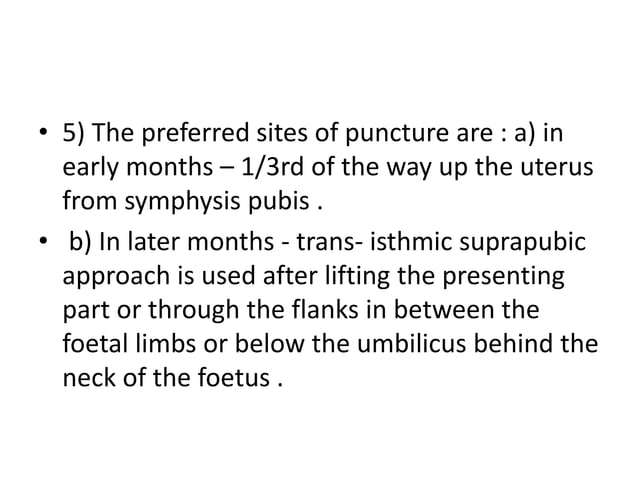 • 5) The preferred sites of puncture are : a) in
early months – 1/3rd of the way up the uterus
from symphysis pubis .
• b) In later months - trans- isthmic suprapubic
approach is used after lifting the presenting
part or through the flanks in between the
foetal limbs or below the umbilicus behind the
neck of the foetus .